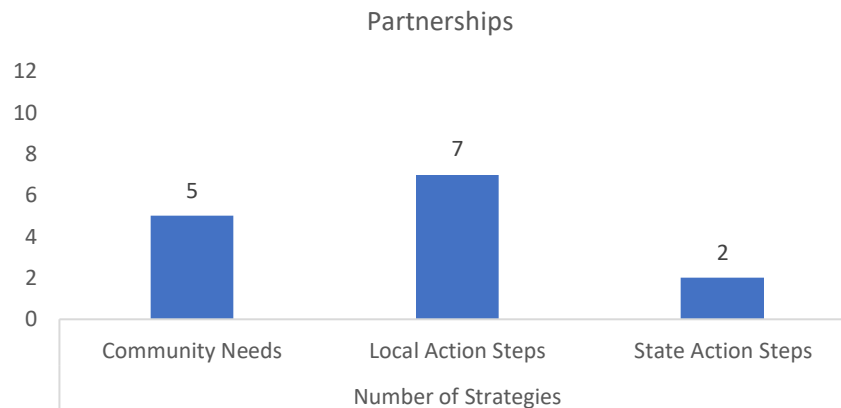 Partnerships
12
10
8
6
4
2
0
5
7
2
Community Needs
Local Action Steps
State Action Steps
Number of Strategies